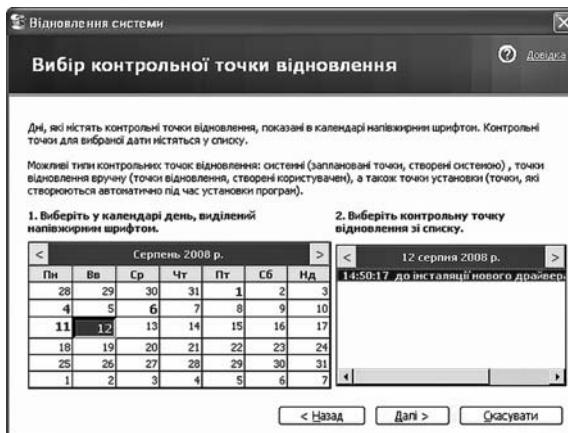 Відновлення системи
Вибір контрольної точки відновлення
Довідка
Дні, які містять контрольні точки відновлення, показані в календарі напівжирним шрифтом. Контрольні
точки для вибраної дати містяться у списку.
Можливі типи контрольних точок відновлення: системні (заплановані точки, створені системою) , точки
відновлення вручну (точки відновлення, створені користувачем), а також точки установки (точки, які
створюються автоматично під час установки програм).
1. Виберіть у календарі день, виділений
напівжирним шрифтом.
2. Виберіть контрольну точку
відновлення зі списку.
< Серпень 2008 р. >
Пн Вв Ср Чт Пт Сб Нд
28 29 30 31 1 2 3
4 5 6 7 8 9 10
11 12 13 14 15 16 17
18 19 20 21 22 23 24
25 26 27 28 29 30 31
1 2 3 4 5 6 7
< 12 серпня 2008 р. >
14:50:17 до інсталяції нового драйвер
< Назад
Далі >
Скасувати